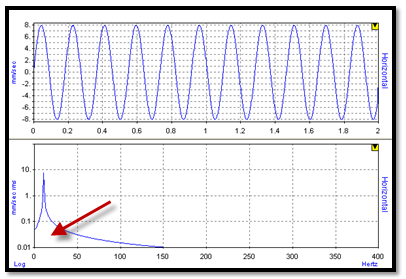 8.
6.
4.
2.
0.
-2.
-4.
-6.
-8.
mm/sec
Horizontal
0 0.2 0.4 0.6 0.8 1 1.2 1.4 1.6 1.8 2
10.
1.0
0.1
0.01
mm/sec rms
Horizontal
0 50 100 150 200 250 300 350 400
Log Hertz